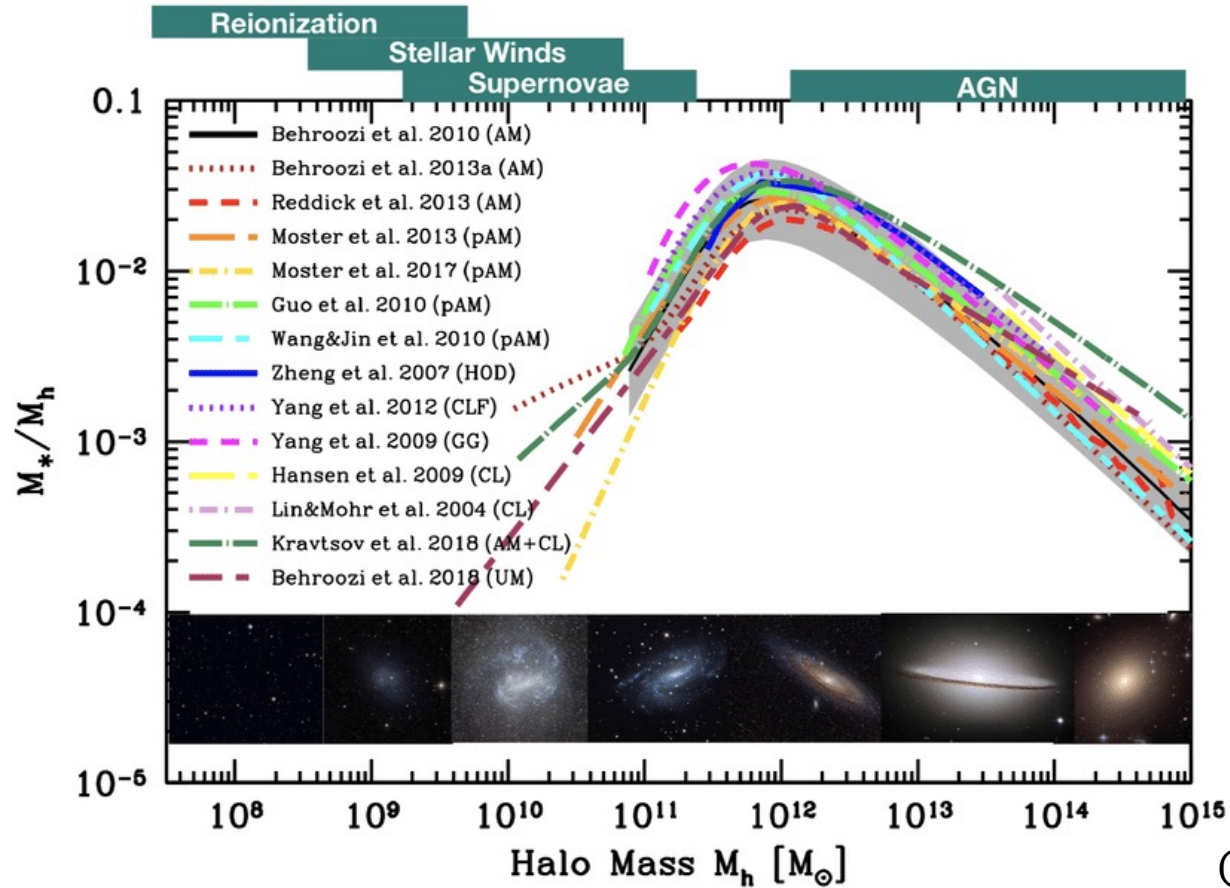 Reionization
Stellar Winds
Supernovae
AGN
0.1
Behroozi et al. 2010 (AM)
Behroozi et al. 2013a (AM)
Reddick et al. 2013 (AM)
Moster et al. 2013 (pAM)
Moster et al. 2017 (pAM)
Guo et al. 2010 (pAM)
Wang&Jin et al. 2010 (pAM)
Zheng et al. 2007 (HOD)
Yang et al. 2012 (CLF)
Yang et al. 2009 (GG)
Hansen et al. 2009 (CL)
Lin&Mohr et al. 2004 (CL)
Kravtsov et al. 2018 (AM+CL)
Behroozi et al. 2018 (UM)
10⁻²
10⁻³
10⁻⁴
10⁻⁵
M*/Mh
10⁸ 10⁹ 10¹⁰ 10¹¹ 10¹² 10¹³ 10¹⁴ 10¹⁵
Halo Mass Mh [M⊙]